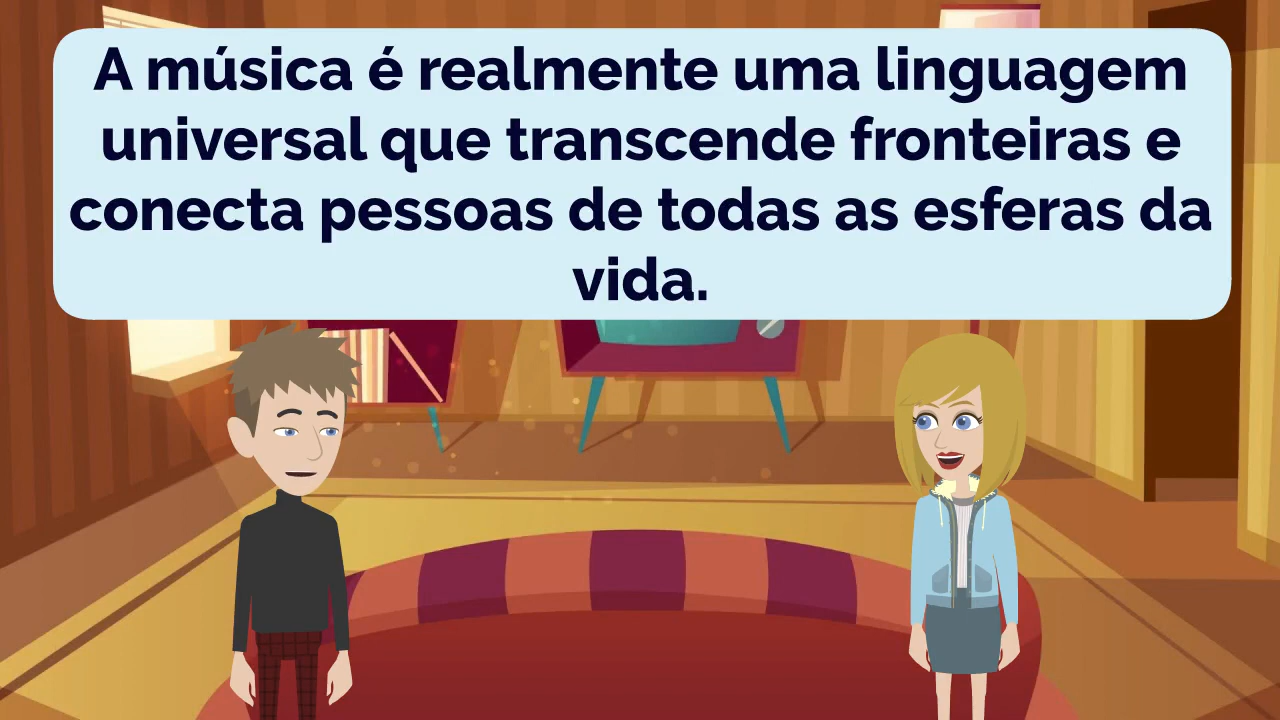 A música é realmente uma linguagem
universal que transcende fronteiras e
conecta pessoas de todas as esferas da
vida.